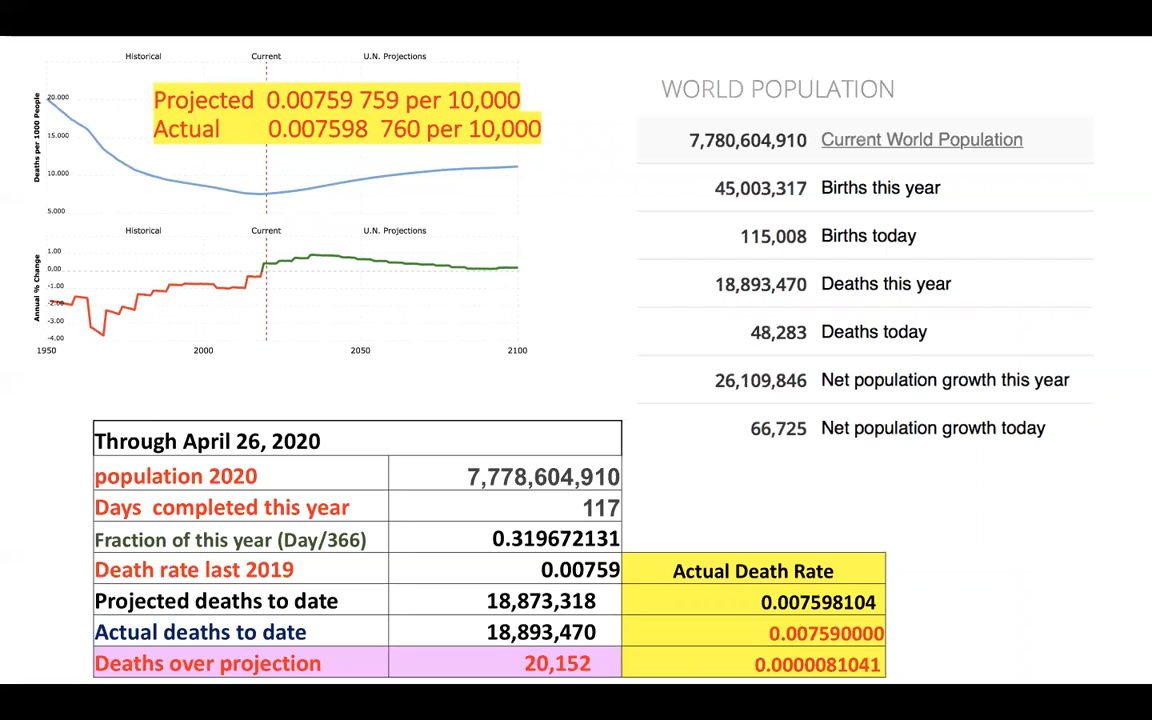 Historical Current U.N. Projections
Deaths per 1000 People
20.000
15.000
10.000
5.000
Projected 0.00759 759 per 10,000
Actual 0.007598 760 per 10,000
Historical Current U.N. Projections
Annual % Change
1.00
0.00
-1.00
-2.00
-3.00
-4.00
1950 2000 2050 2100
WORLD POPULATION
7,780,604,910 Current World Population
45,003,317 Births this year
115,008 Births today
18,893,470 Deaths this year
48,283 Deaths today
26,109,846 Net population growth this year
66,725 Net population growth today
Through April 26, 2020
population 2020 7,778,604,910
Days completed this year 117
Fraction of this year (Day/366) 0.319672131
Death rate last 2019 0.00759 Actual Death Rate
Projected deaths to date 18,873,318 0.007598104
Actual deaths to date 18,893,470 0.007590000
Deaths over projection 20,152 0.0000081041